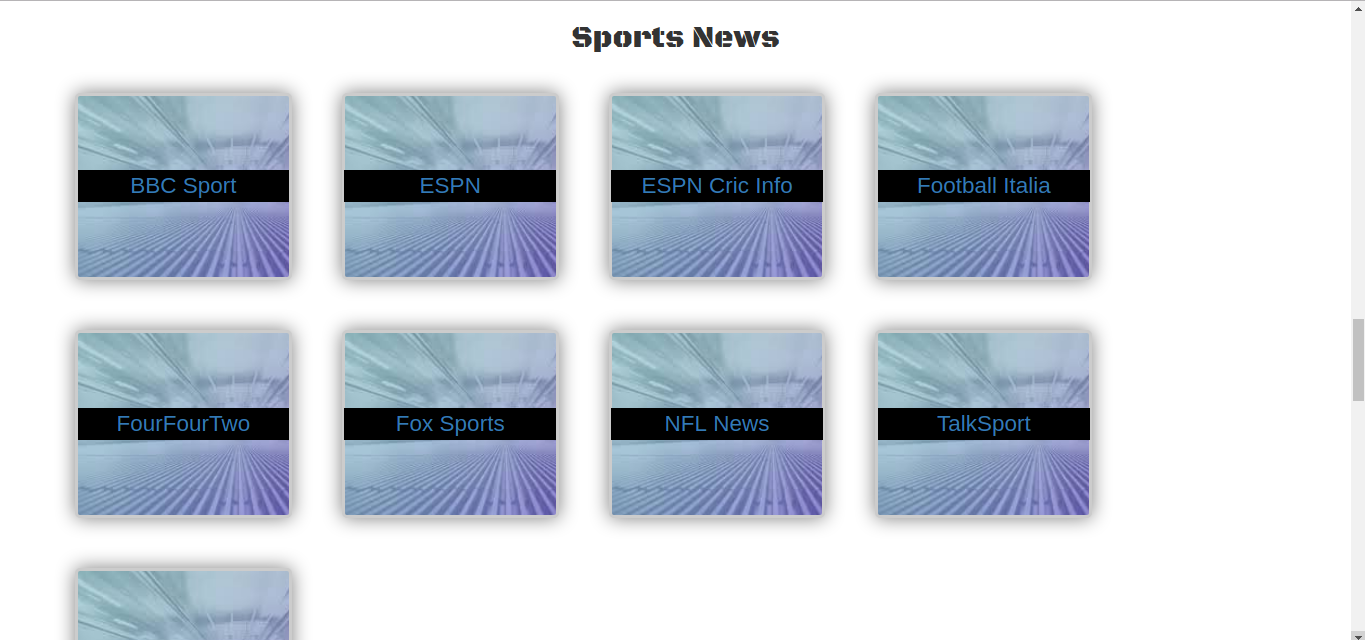 Sports News
BBC Sport
ESPN
ESPN Cric Info
Football Italia
FourFourTwo
Fox Sports
NFL News
TalkSport